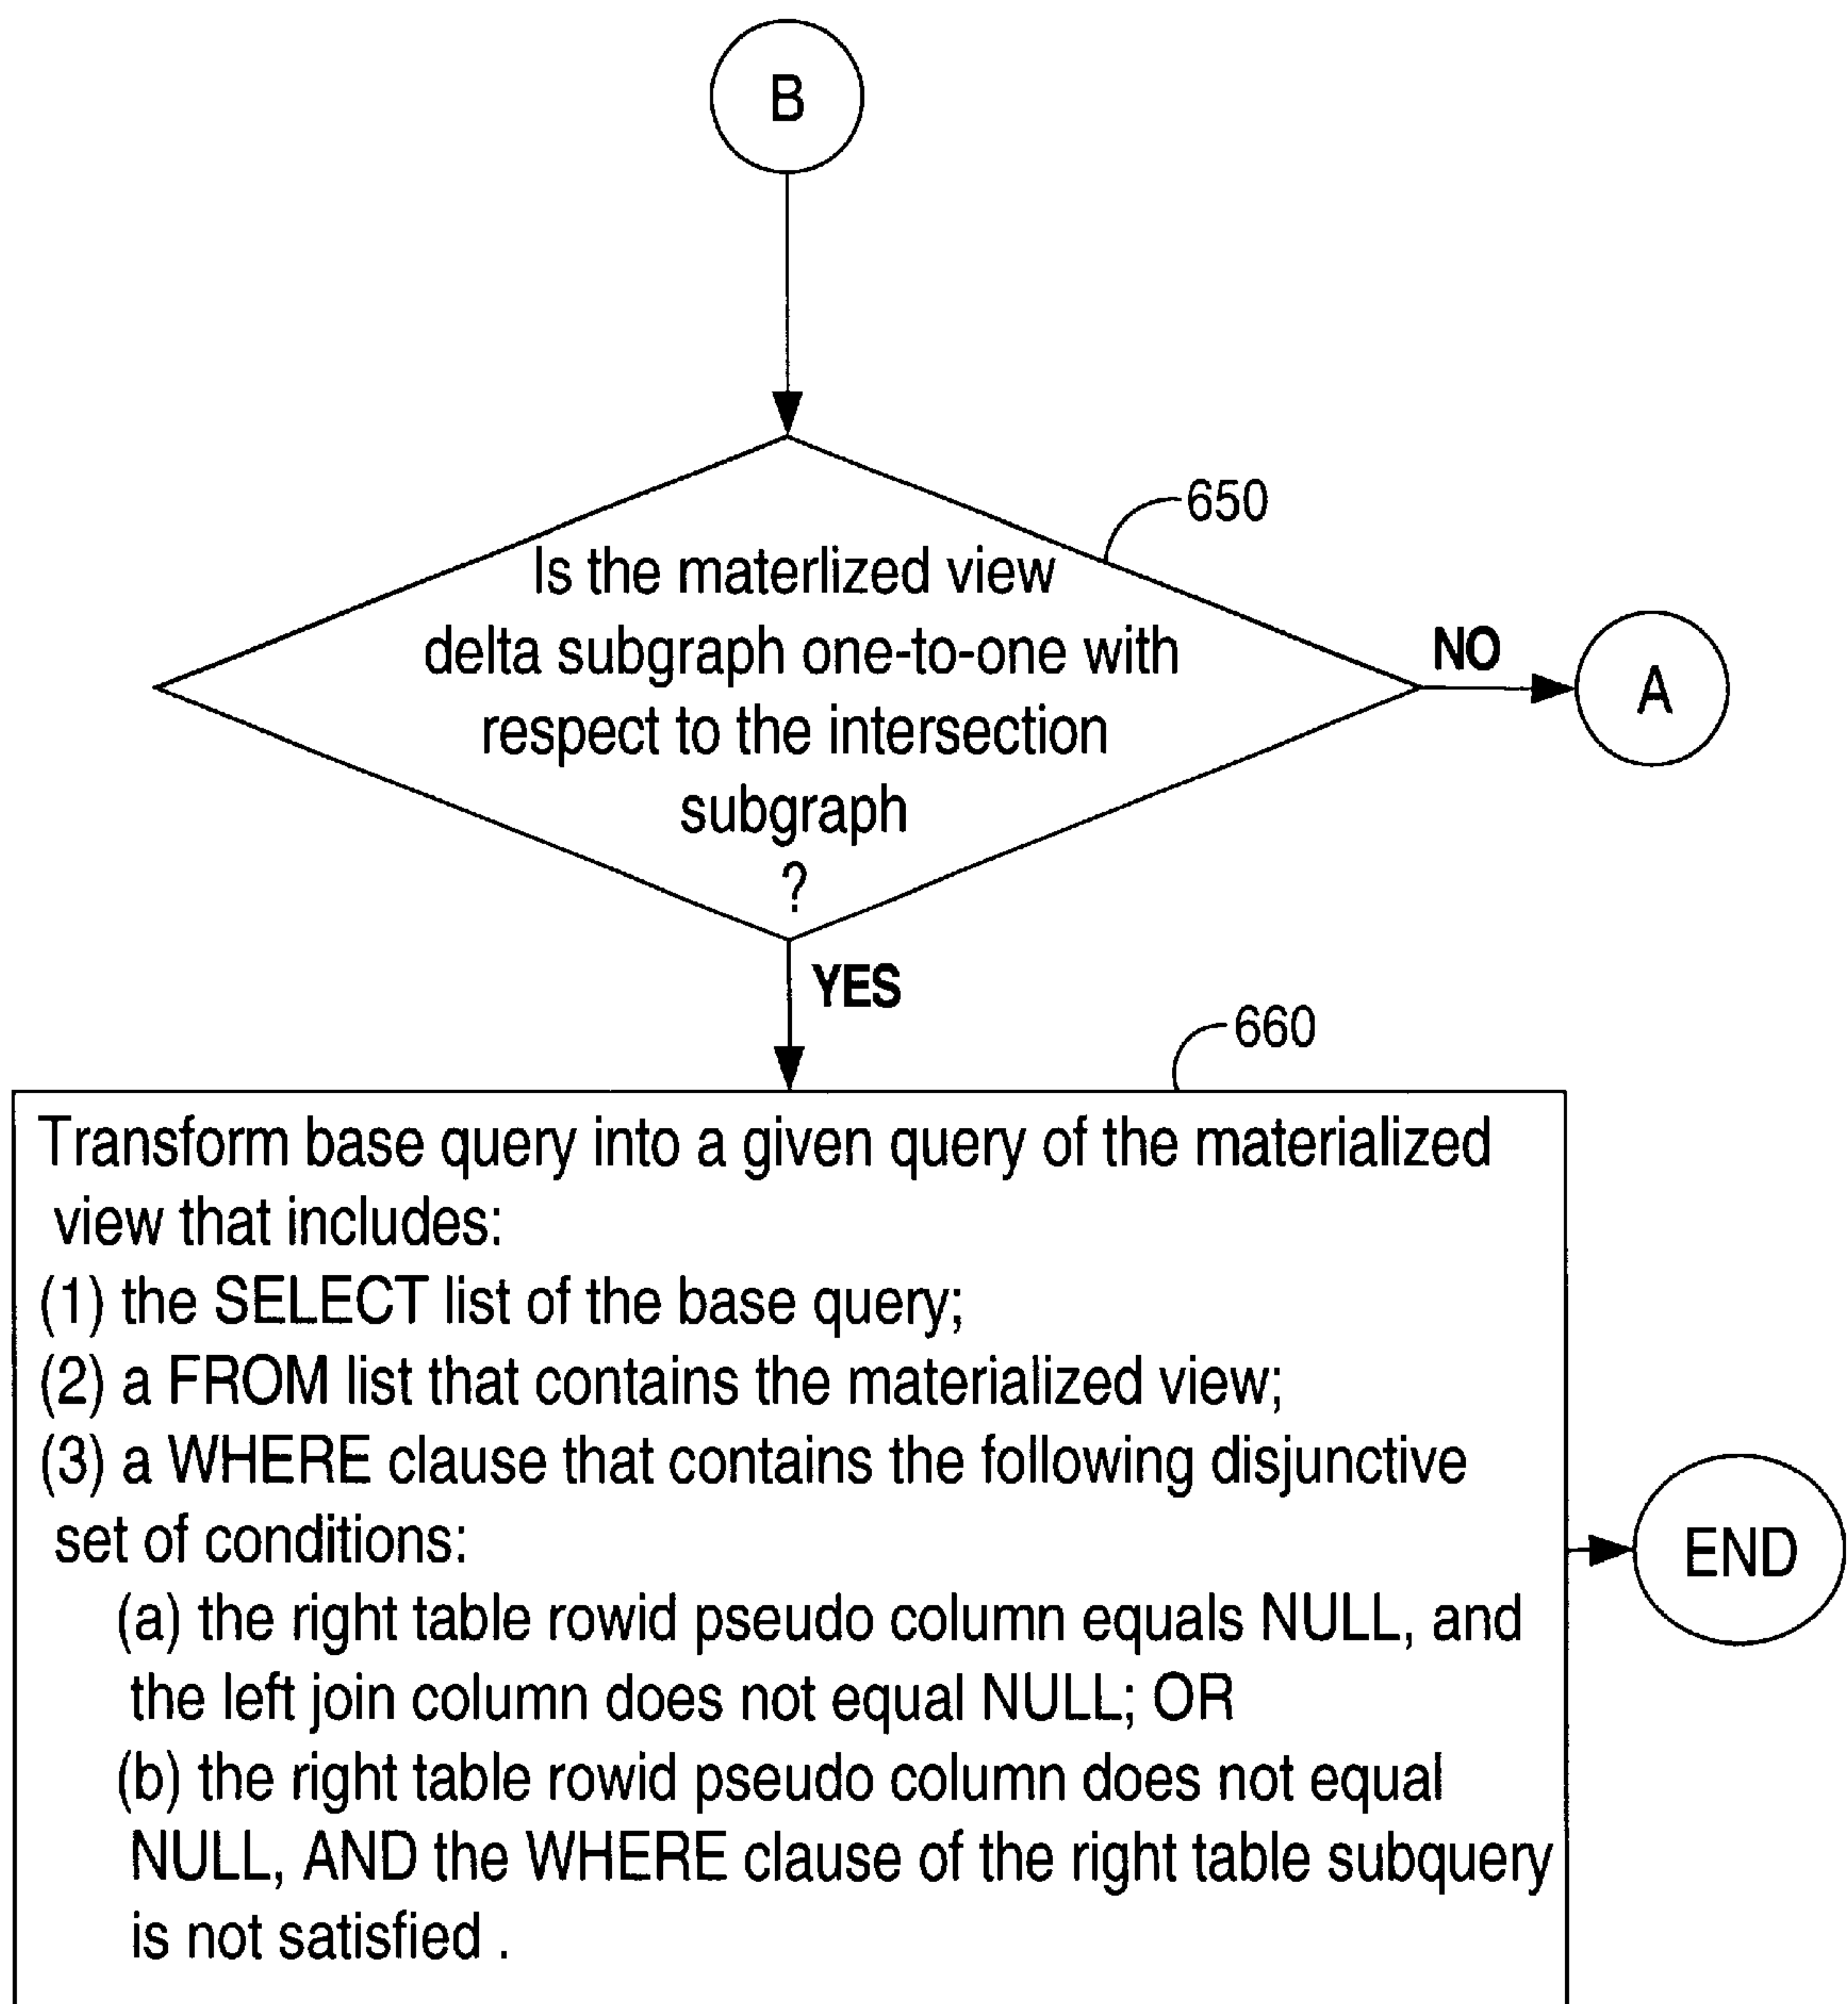 B
650
Is the materlized view
delta subgraph one-to-one with
respect to the intersection
subgraph
?
NO
A
YES
660
Transform base query into a given query of the materialized
view that includes:
(1) the SELECT list of the base query;
(2) a FROM list that contains the materialized view;
(3) a WHERE clause that contains the following disjunctive
set of conditions:
(a) the right table rowid pseudo column equals NULL, and
the left join column does not equal NULL; OR
(b) the right table rowid pseudo column does not equal
NULL, AND the WHERE clause of the right table subquery
is not satisfied .
END